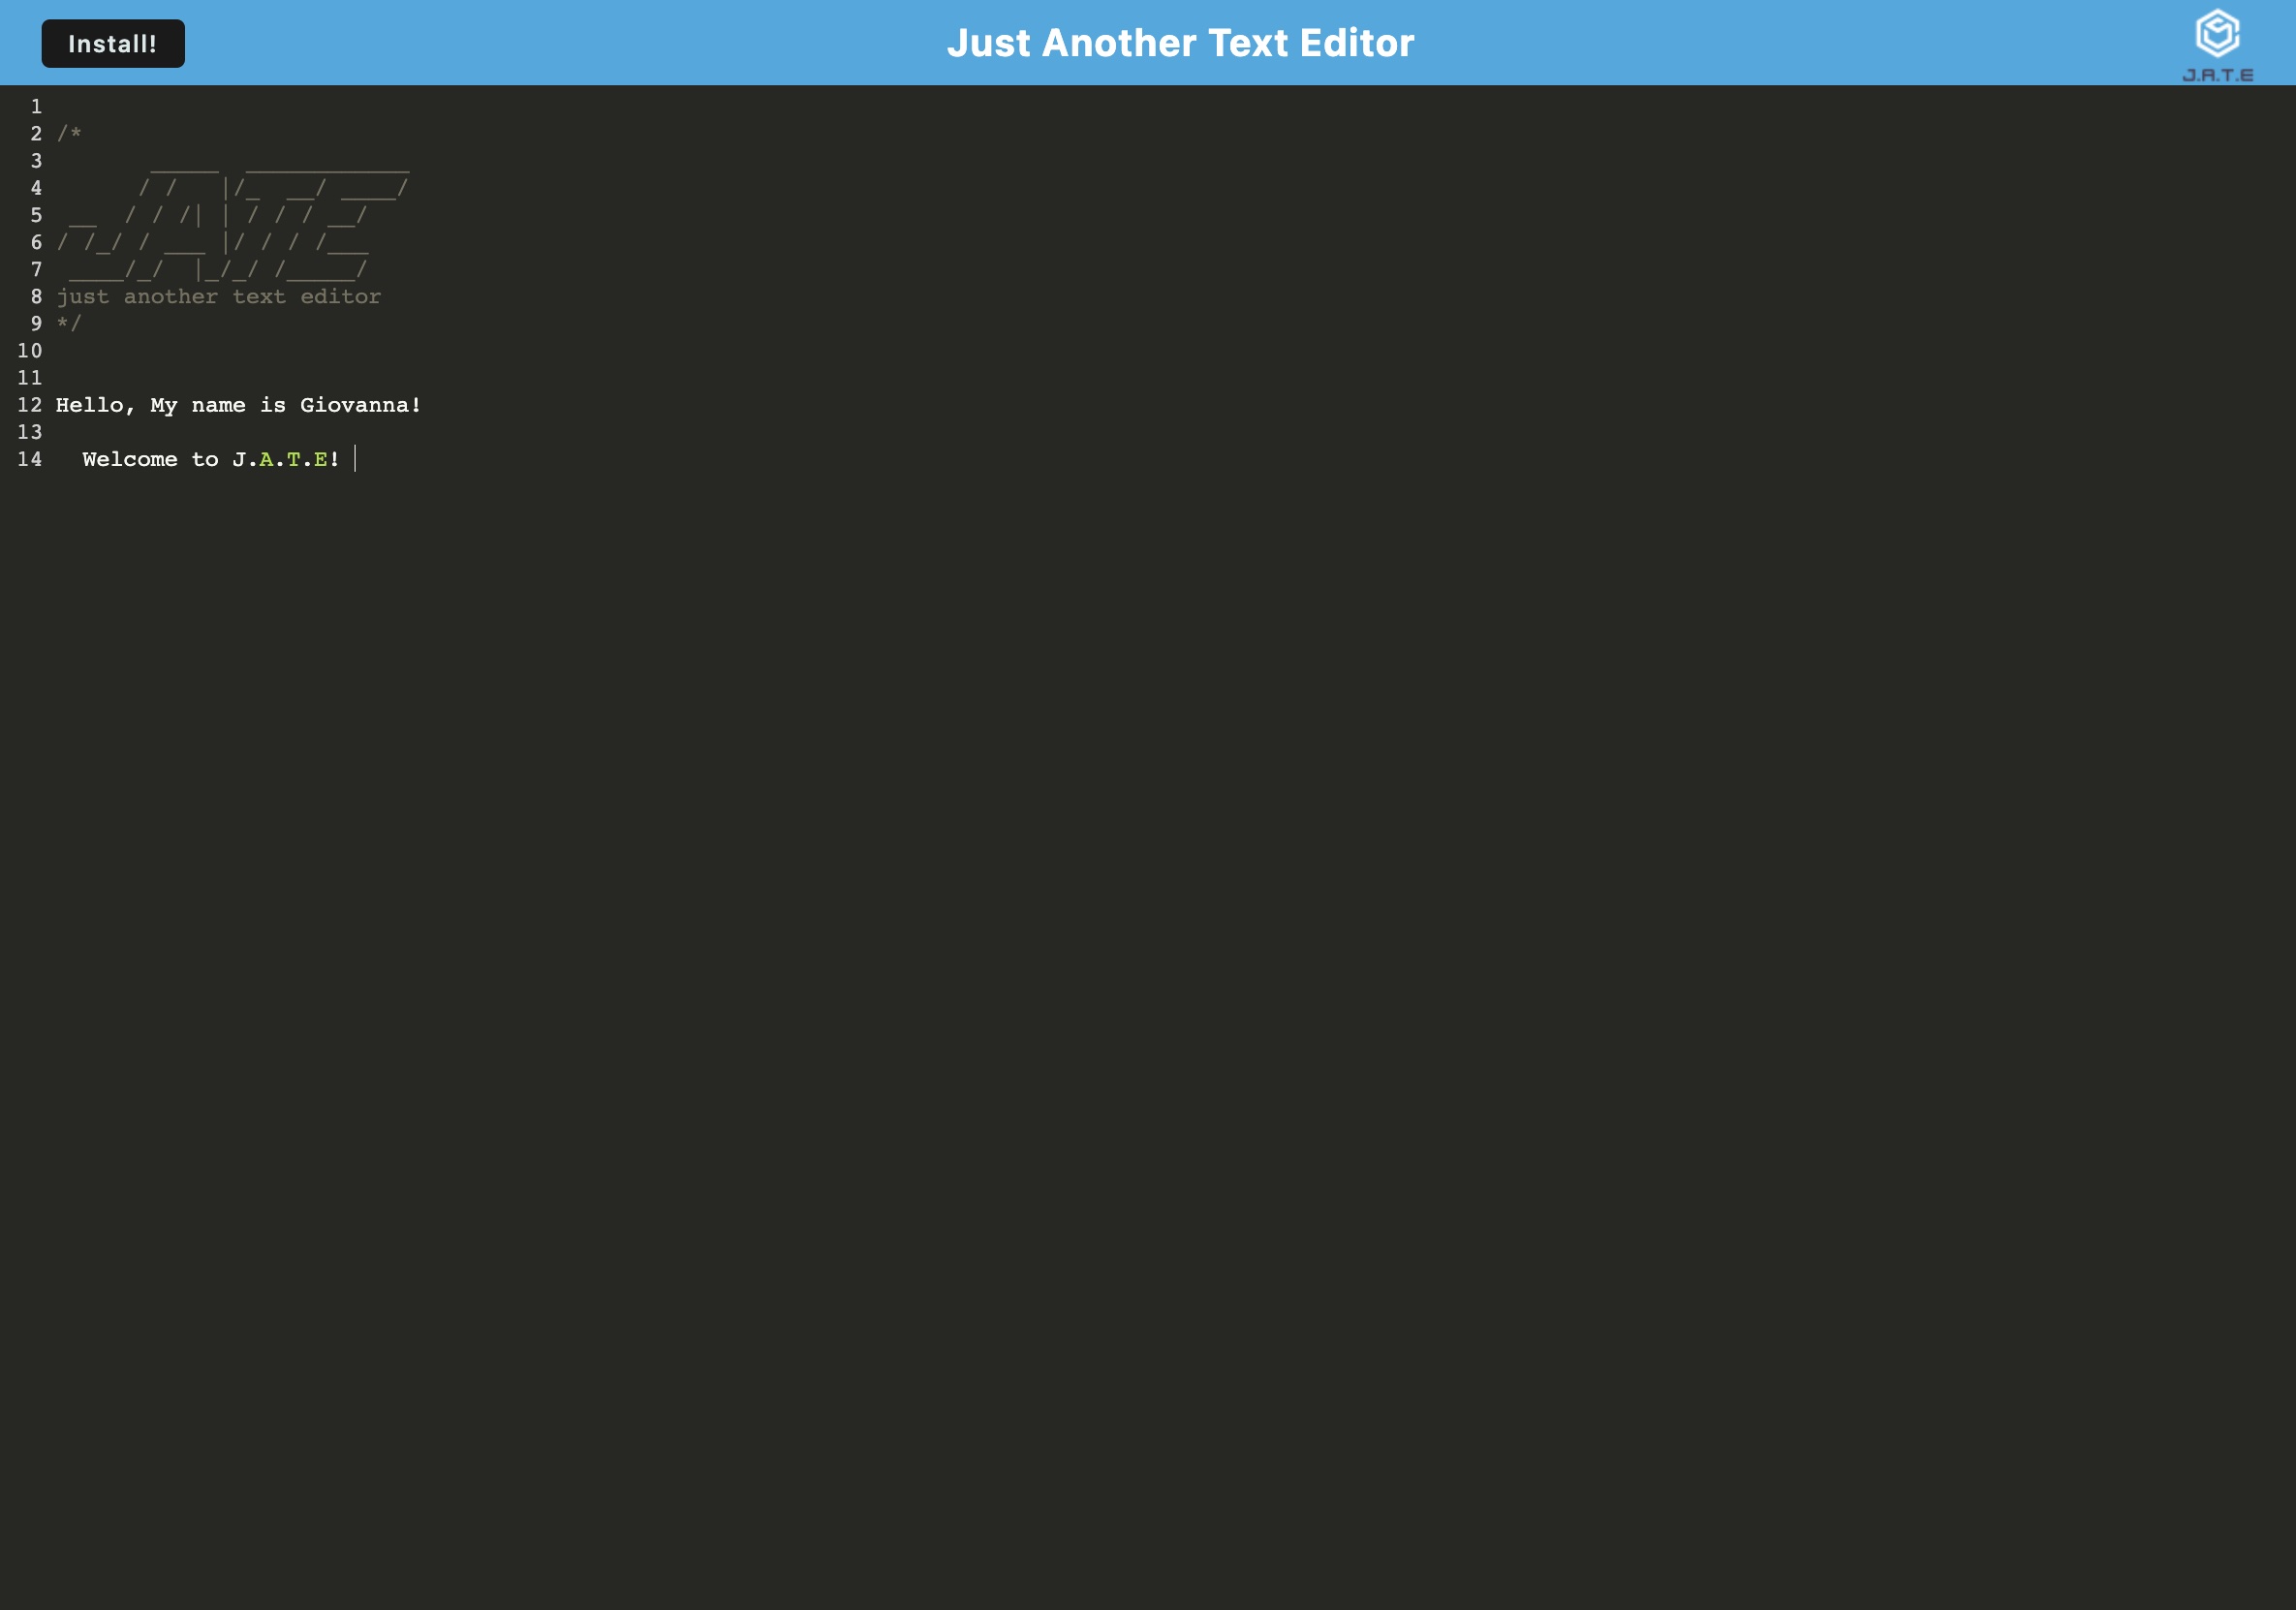 Install!
Just Another Text Editor
J.A.T.E
1
2 /*
3        _____  ____________
4       / /    |/_  __/ ____/
5  __  / / /| | / / / __/
6 / /_/ / ___ |/ / / /___
7  ____/_/  |_/_/ /_____/
8 just another text editor
9 */
10
11
12 Hello, My name is Giovanna!
13
14   Welcome to J.A.T.E!